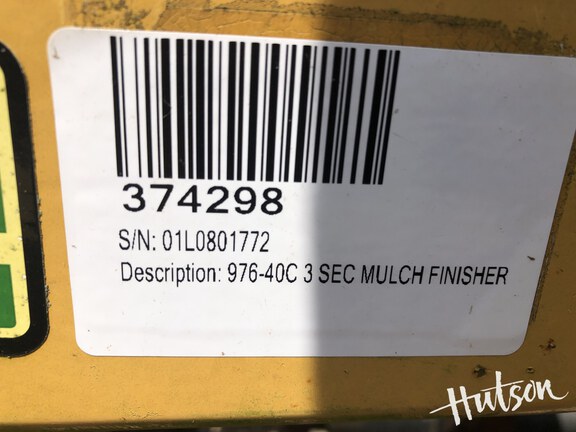 374298
S/N: 01L0801772
Description: 976-40C 3 SEC MULCH FINISHER
Hutson